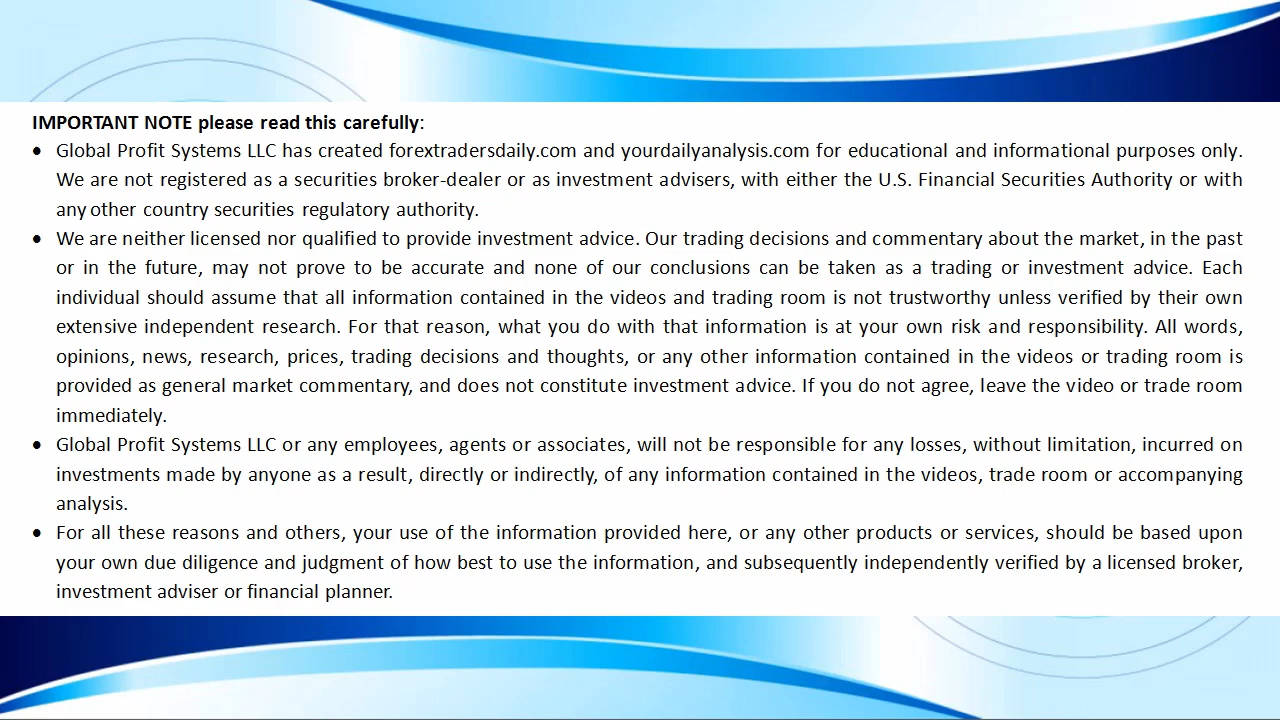 IMPORTANT NOTE please read this carefully:
• Global Profit Systems LLC has created forextradersdaily.com and yourdailyanalysis.com for educational and informational purposes only.
We are not registered as a securities broker-dealer or as investment advisers, with either the U.S. Financial Securities Authority or with
any other country securities regulatory authority.
• We are neither licensed nor qualified to provide investment advice. Our trading decisions and commentary about the market, in the past
or in the future, may not prove to be accurate and none of our conclusions can be taken as a trading or investment advice. Each
individual should assume that all information contained in the videos and trading room is not trustworthy unless verified by their own
extensive independent research. For that reason, what you do with that information is at your own risk and responsibility. All words,
opinions, news, research, prices, trading decisions and thoughts, or any other information contained in the videos or trading room is
provided as general market commentary, and does not constitute investment advice. If you do not agree, leave the video or trade room
immediately.
• Global Profit Systems LLC or any employees, agents or associates, will not be responsible for any losses, without limitation, incurred on
investments made by anyone as a result, directly or indirectly, of any information contained in the videos, trade room or accompanying
analysis.
• For all these reasons and others, your use of the information provided here, or any other products or services, should be based upon
your own due diligence and judgment of how best to use the information, and subsequently independently verified by a licensed broker,
investment adviser or financial planner.